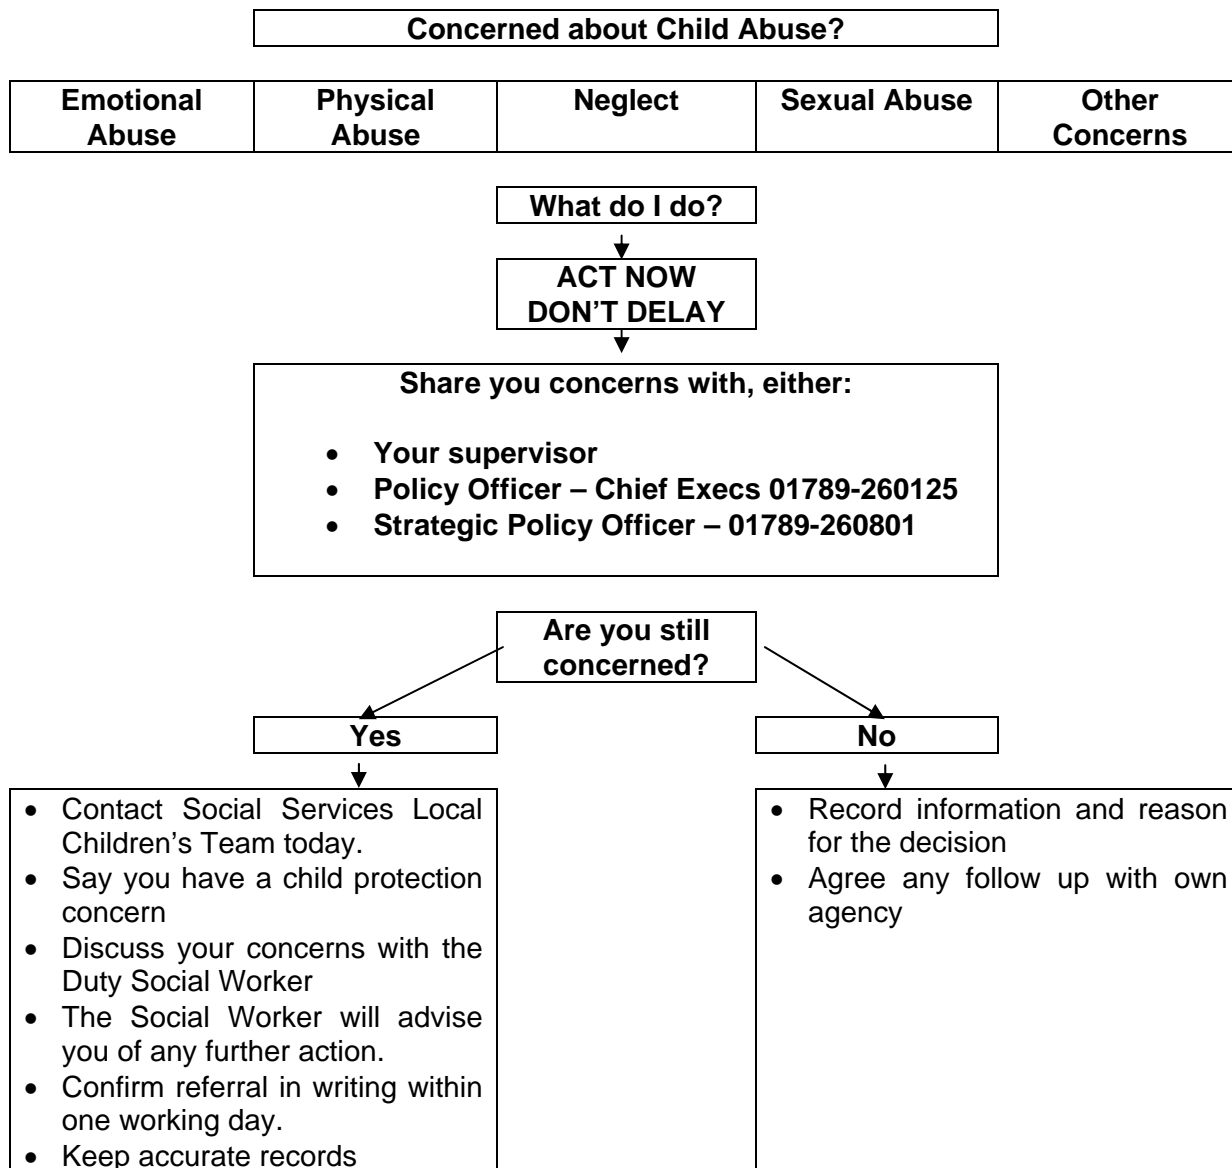 Concerned about Child Abuse?
Emotional Abuse
Physical Abuse
Neglect
Sexual Abuse
Other Concerns
What do I do?
ACT NOW
DON'T DELAY
Share you concerns with, either:
• Your supervisor
• Policy Officer – Chief Execs 01789-260125
• Strategic Policy Officer – 01789-260801
Are you still
concerned?
Yes
• Contact Social Services Local
Children's Team today.
• Say you have a child protection
concern
• Discuss your concerns with the
Duty Social Worker
• The Social Worker will advise
you of any further action.
• Confirm referral in writing within
one working day.
• Keep accurate records
No
• Record information and reason
for the decision
• Agree any follow up with own
agency